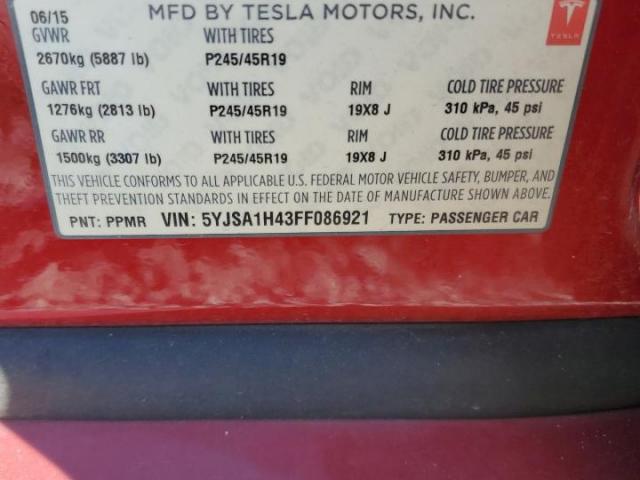 06/15 MFD BY TESLA MOTORS, INC.
GVWR WITH TIRES
2670kg (5887 lb) P245/45R19
TESLA
GAWR FRT WITH TIRES RIM COLD TIRE PRESSURE
1276kg (2813 lb) P245/45R19 19X8 J 310 kPa, 45 psi
GAWR RR WITH TIRES RIM COLD TIRE PRESSURE
1500kg (3307 lb) P245/45R19 19X8 J 310 kPa, 45 psi
THIS VEHICLE CONFORMS TO ALL APPLICABLE U.S. FEDERAL MOTOR VEHICLE SAFETY, BUMPER, AND
THEFT PREVENTION STANDARDS IN EFFECT ON THE DATE OF MANUFACTURE SHOWN ABOVE.
PNT: PPMR VIN: 5YJSA1H43FF086921 TYPE: PASSENGER CAR